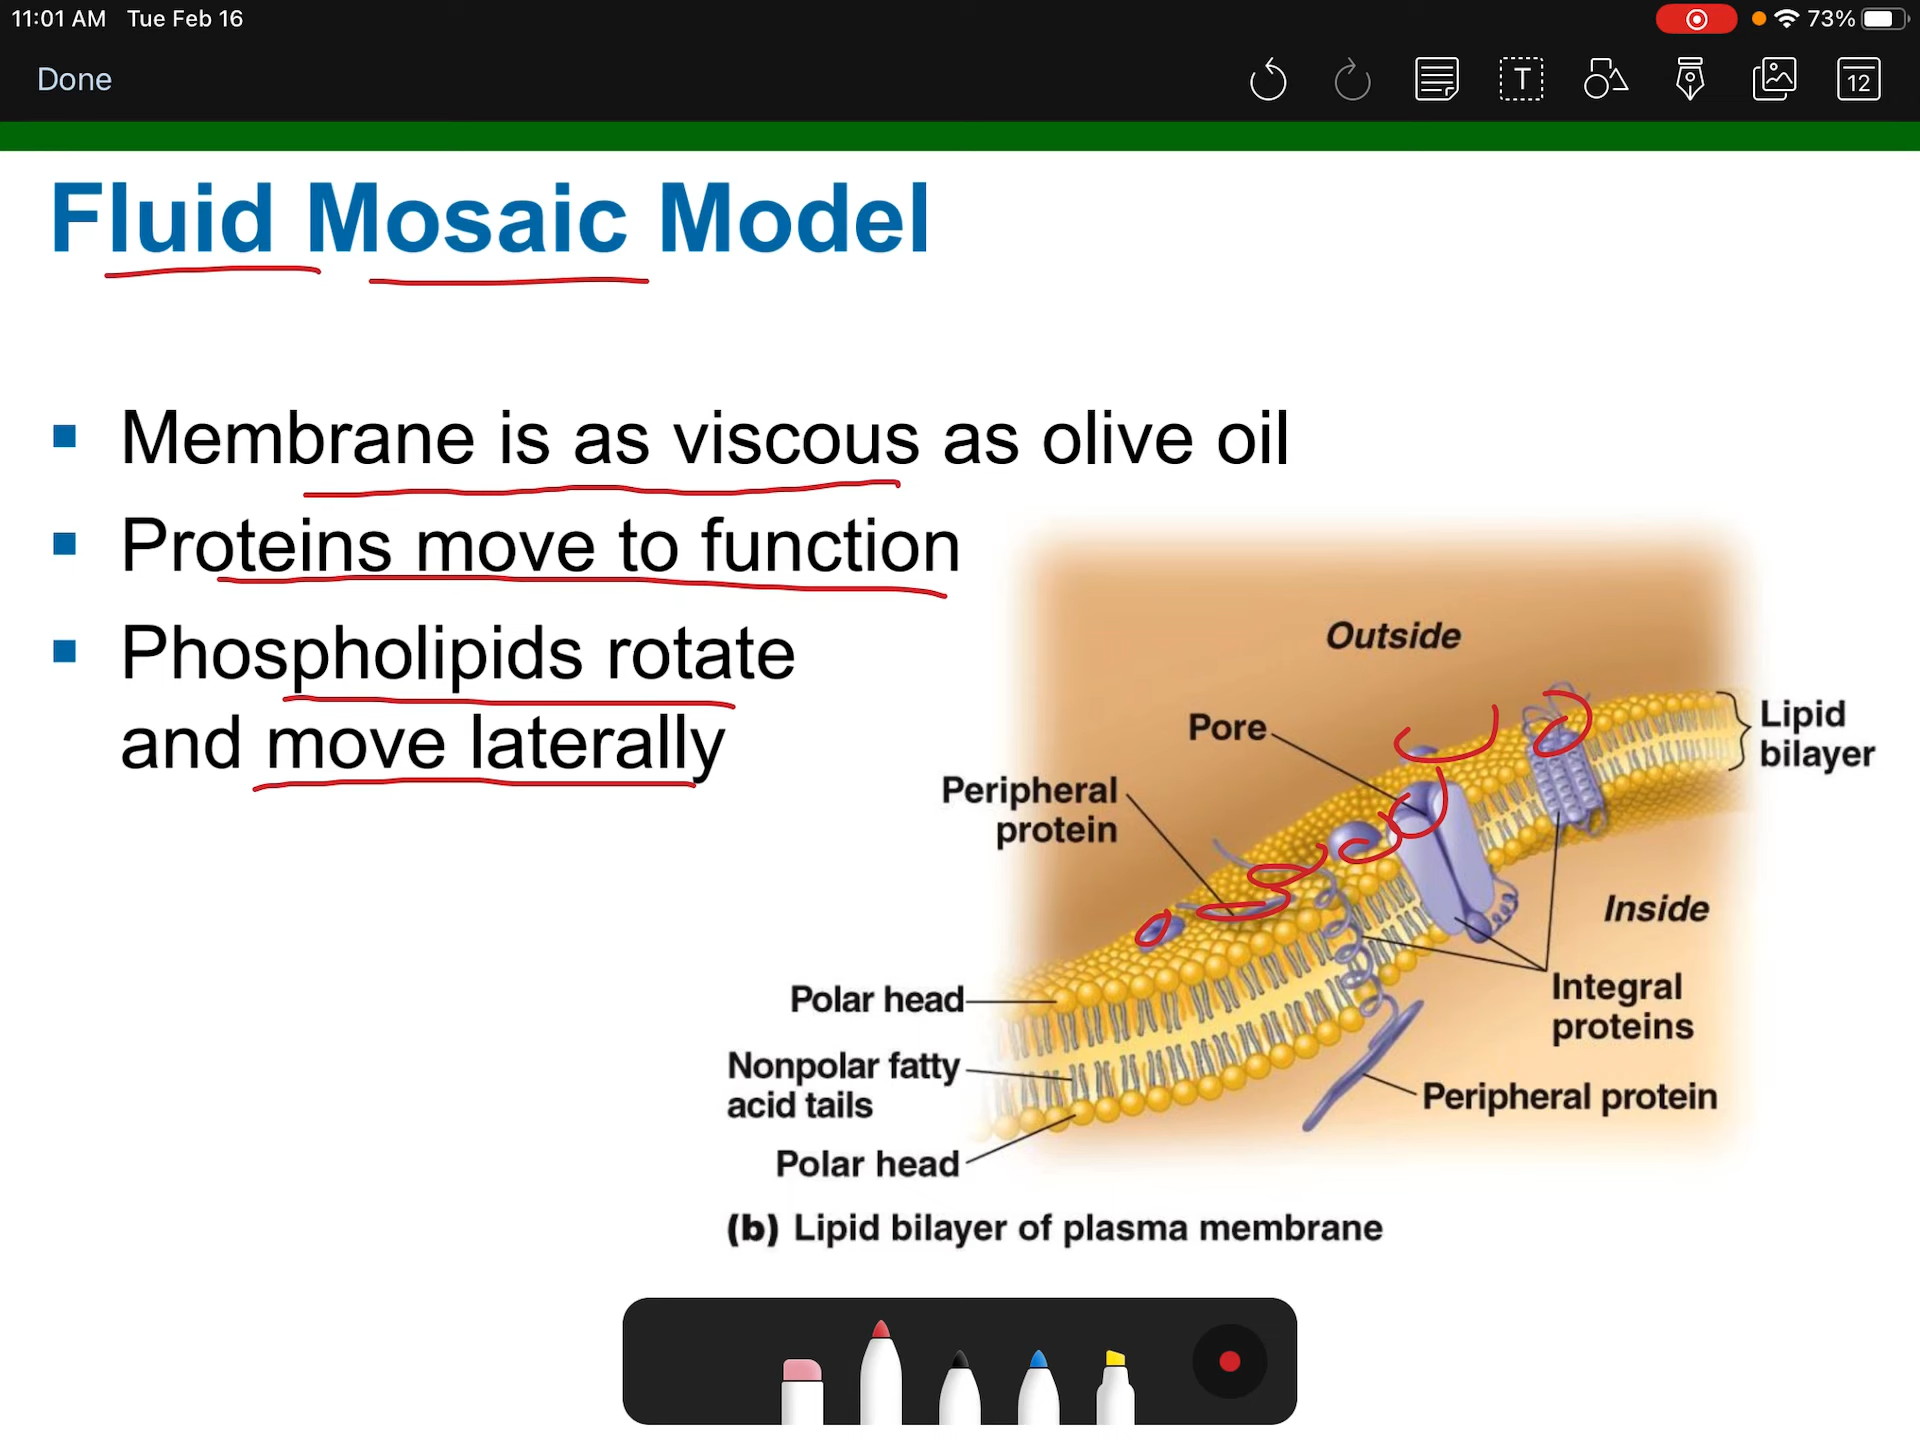 11:01 AM Tue Feb 16
73%
Done
T
12
Fluid Mosaic Model
Membrane is as viscous as olive oil
Proteins move to function
Phospholipids rotate
and move laterally
Outside
Pore
Lipid
bilayer
Peripheral
protein
Inside
Polar head
Integral
proteins
Nonpolar fatty
acid tails
Peripheral protein
Polar head
(b) Lipid bilayer of plasma membrane